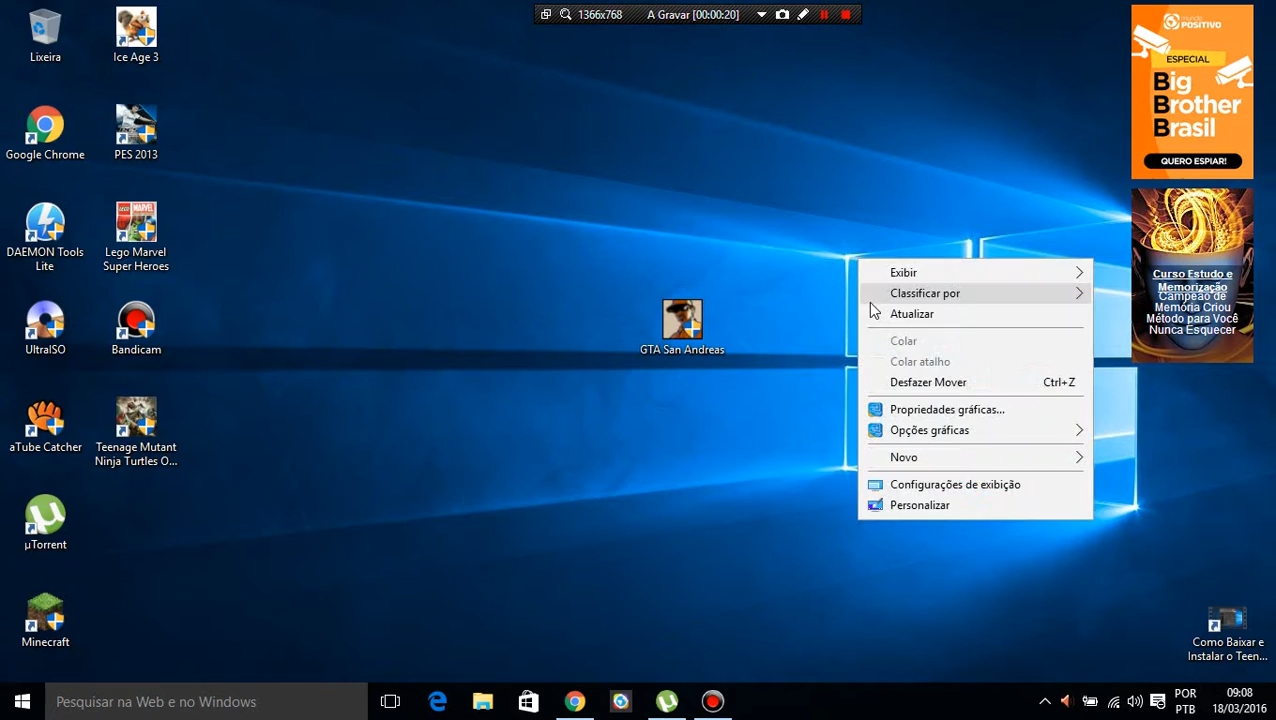 1366x768
A Gravar [00:00:20]
Lixeira
Ice Age 3
Google Chrome
PES 2013
DAEMON Tools
Lite
Lego Marvel
Super Heroes
UltraISO
Bandicam
aTube Catcher
Teenage Mutant
Ninja Turtles O...
µTorrent
Minecraft
GTA San Andreas
Exibir
Classificar por
Atualizar
Colar
Colar atalho
Desfazer Mover Ctrl+Z
Propriedades gráficas...
Opções gráficas
Novo
Configurações de exibição
Personalizar
mundo
POSITIVO
ESPECIAL
Big
Brother
Brasil
QUERO ESPIAR!
Curso Estudo e
Memorização
Campeão de
Memória Criou
Método para Você
Nunca Esquecer
Como Baixar e
Instalar o Teen...
Pesquisar na Web e no Windows
POR
PTB
09:08
18/03/2016